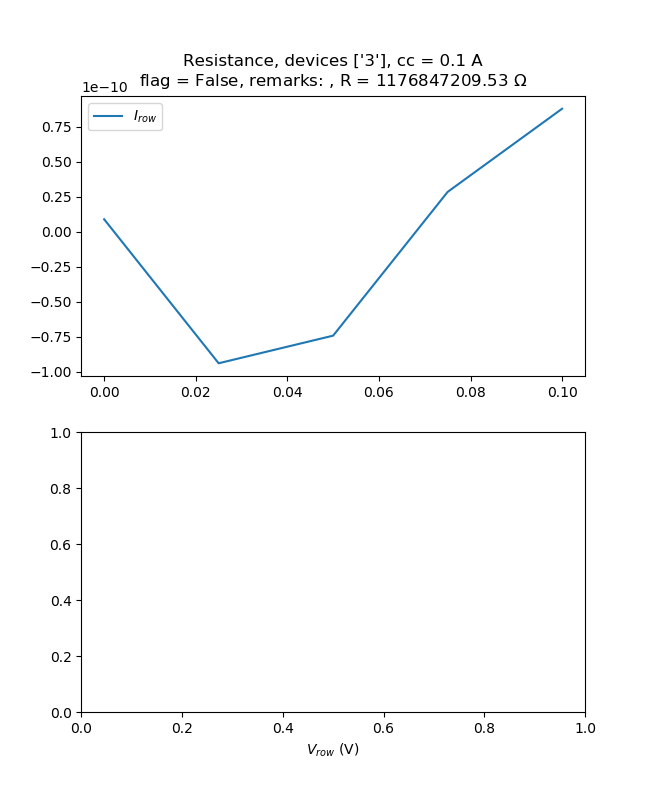 Resistance, devices ['3'], cc = 0.1 A
flag = False, remarks: , R = 1176847209.53 Ω
1e−10
I_row
0.75
0.50
0.25
0.00
−0.25
−0.50
−0.75
−1.00
0.00 0.02 0.04 0.06 0.08 0.10
1.0
0.8
0.6
0.4
0.2
0.0
0.0 0.2 0.4 0.6 0.8 1.0
V_row (V)